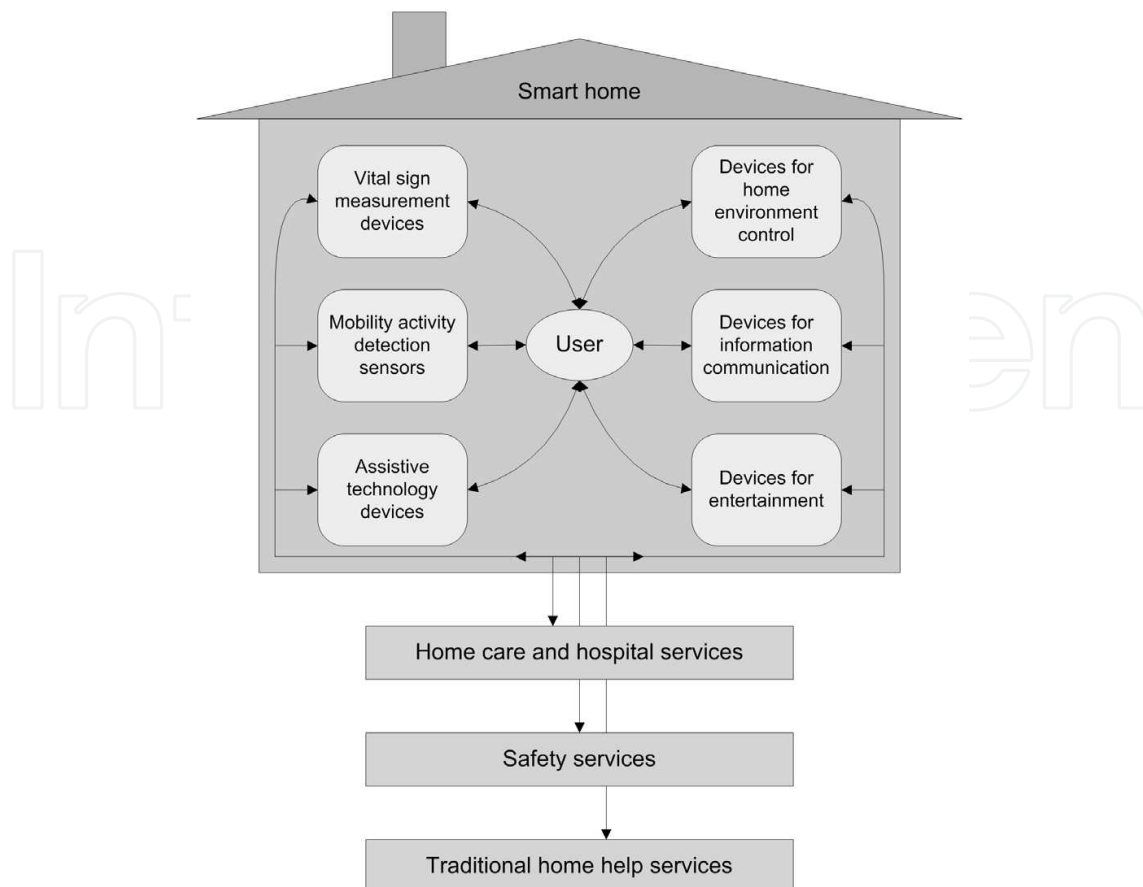 Smart home
Vital sign
measurement
devices
Devices for
home
environment
control
Mobility activity
detection
sensors
User
Devices for
information
communication
Assistive
technology
devices
Devices for
entertainment
Home care and hospital services
Safety services
Traditional home help services